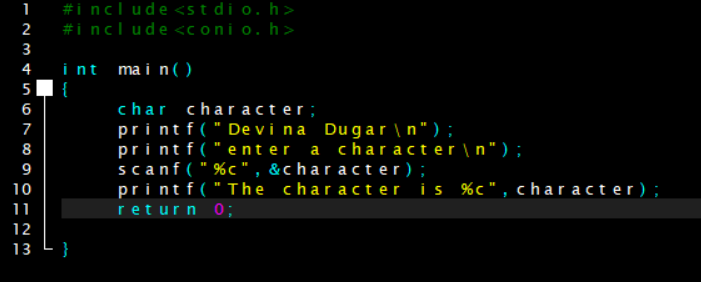 1 #include<stdio.h>
2 #include<conio.h>
3
4 int main()
5 {
6 char character;
7 printf("Devina Dugar\n");
8 printf("enter a character\n");
9 scanf("%c",&character);
10 printf("The character is %c",character);
11 return 0;
12
13 }